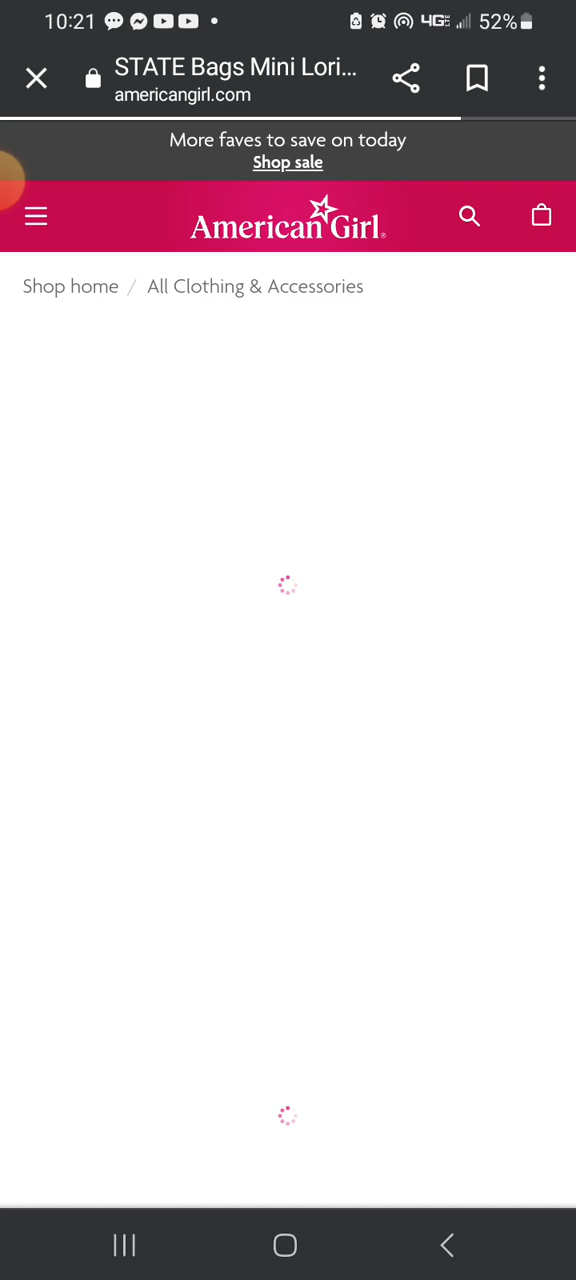 10:21
4G 52%
STATE Bags Mini Lori...
americangirl.com
More faves to save on today
Shop sale
American Girl®
Shop home / All Clothing & Accessories